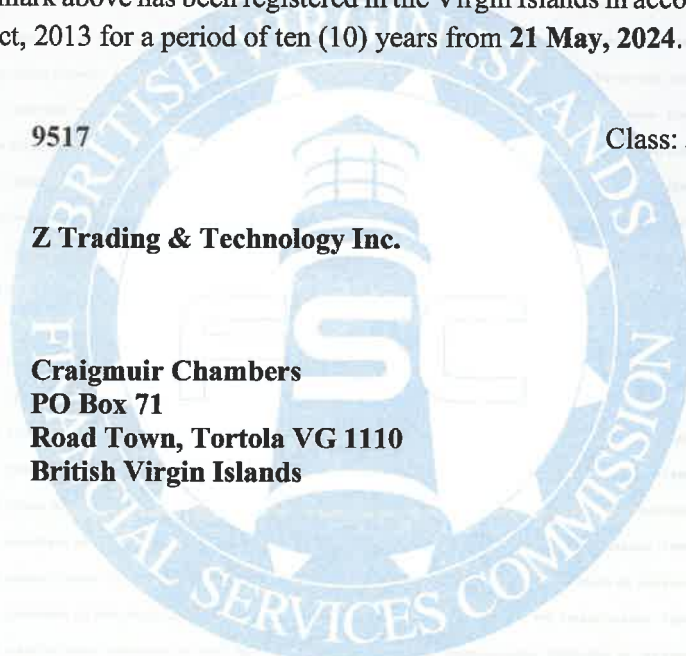 mark above has been registered in the Virgin Islands in acco
ct, 2013 for a period of ten (10) years from 21 May, 2024.
9517 Class:
Z Trading & Technology Inc.
Craigmuir Chambers
PO Box 71
Road Town, Tortola VG 1110
British Virgin Islands
BRITISH VIRGIN ISLANDS
FSC
FINANCIAL SERVICES COMMISSION